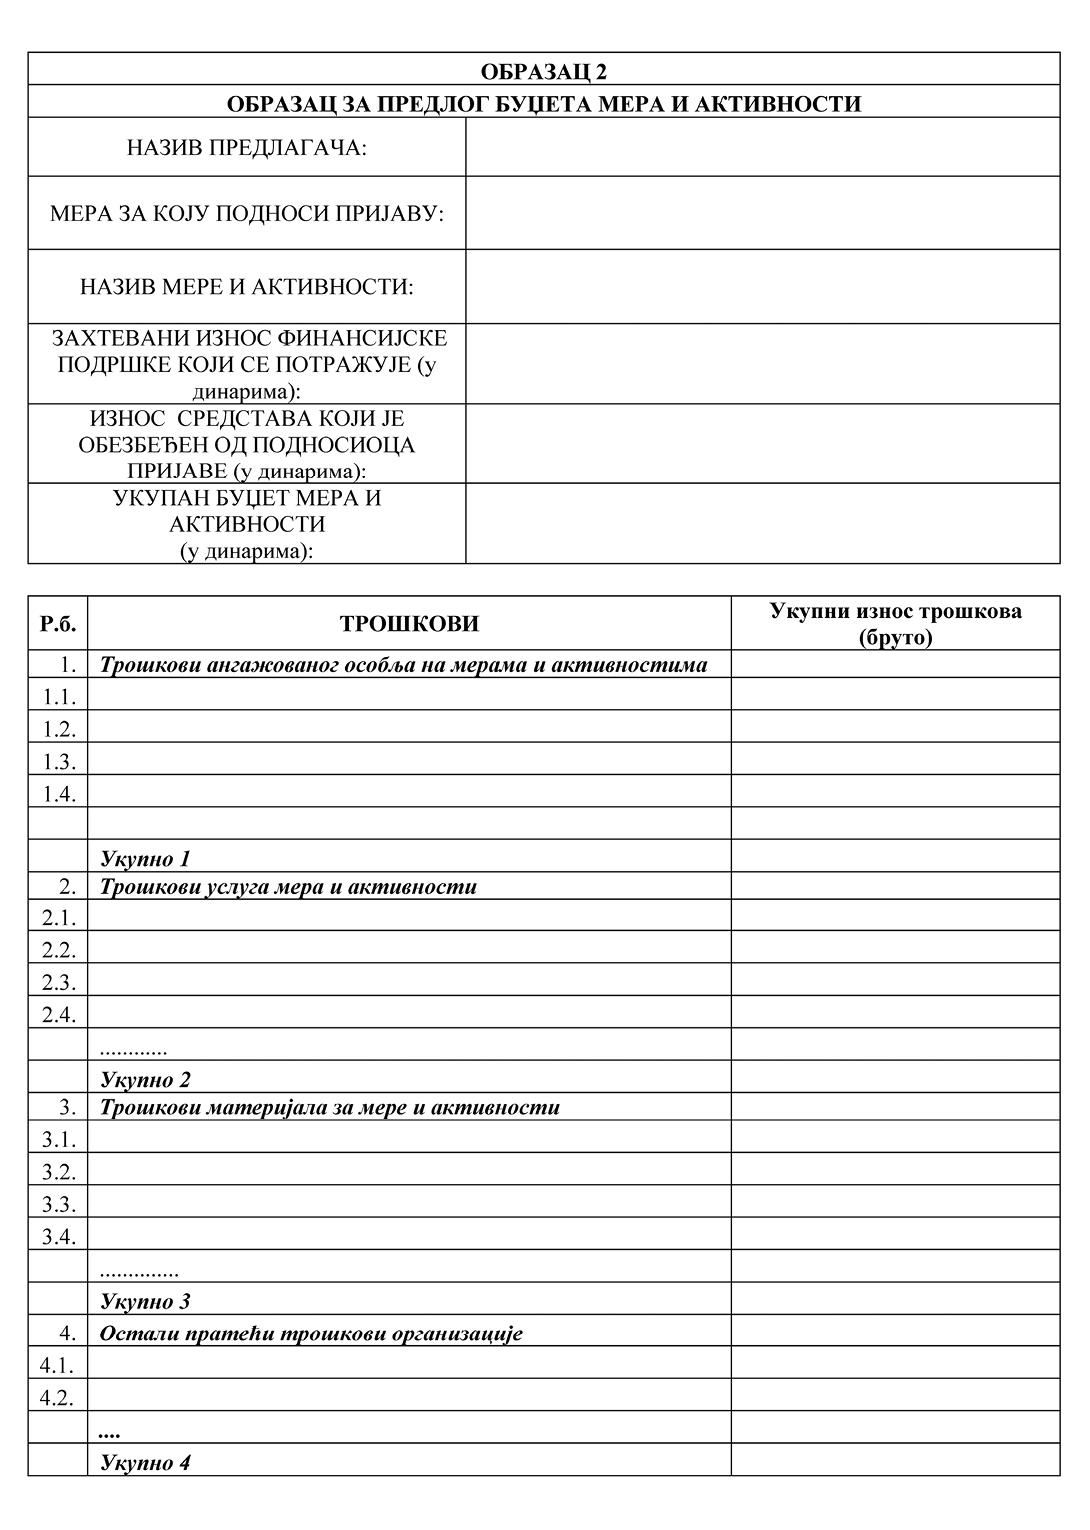 ОБРАЗАЦ 2
ОБРАЗАЦ ЗА ПРЕДЛОГ БУЏЕТА МЕРА И АКТИВНОСТИ
НАЗИВ ПРЕДЛАГАЧА:
МЕРА ЗА КОЈУ ПОДНОСИ ПРИЈАВУ:
НАЗИВ МЕРЕ И АКТИВНОСТИ:
ЗАХТЕВАНИ ИЗНОС ФИНАНСИЈСКЕ
ПОДРШКЕ КОЈИ СЕ ПОТРАЖУЈЕ (у
динарима):
ИЗНОС СРЕДСТАВА КОЈИ ЈЕ
ОБЕЗБЕЂЕН ОД ПОДНОСИОЦА
ПРИЈАВЕ (у динарима):
УКУПАН БУЏЕТ МЕРА И
АКТИВНОСТИ
(у динарима):
Р.б. ТРОШКОВИ Укупни износ трошкова
(бруто)
1. Трошкови ангажованог особља на мерама и активностима
1.1.
1.2.
1.3.
1.4.
Укупно 1
2. Трошкови услуга мера и активности
2.1.
2.2.
2.3.
2.4.
............
Укупно 2
3. Трошкови материјала за мере и активности
3.1.
3.2.
3.3.
3.4.
..............
Укупно 3
4. Остали пратећи трошкови организације
4.1.
4.2.
....
Укупно 4